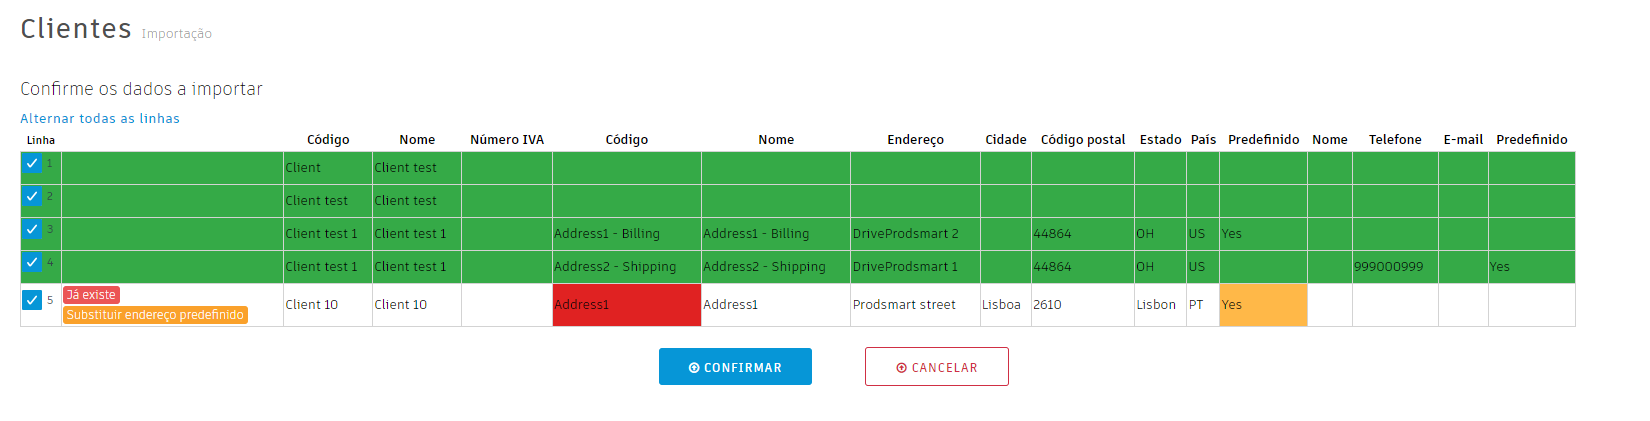 Clientes Importação
Confirme os dados a importar
Alternar todas as linhas
Linha Código Nome Número IVA Código Nome Endereço Cidade Código postal Estado País Predefinido Nome Telefone E-mail Predefinido
1 Client Client test
2 Client test Client test
3 Client test 1 Client test 1 Address1 - Billing Address1 - Billing DriveProdsmart 2 44864 OH US Yes
4 Client test 1 Client test 1 Address2 - Shipping Address2 - Shipping DriveProdsmart 1 44864 OH US 999000999 Yes
5 Já existe
Substituir endereço predefinido
Client 10 Client 10 Address1 Address1 Prodsmart street Lisboa 2610 Lisbon PT Yes
CONFIRMAR CANCELAR